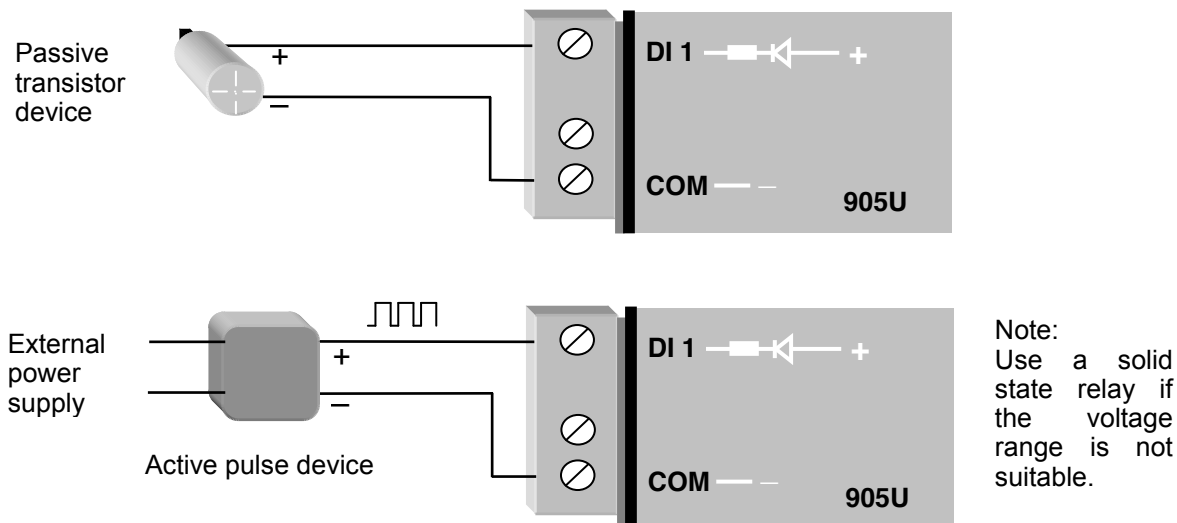 Passive
transistor
device
+
–
DI 1 +
COM –
905U
External
power
supply
+
–
Active pulse device
DI 1 +
COM –
905U
Note:
Use a solid
state relay if
the voltage
range is not
suitable.